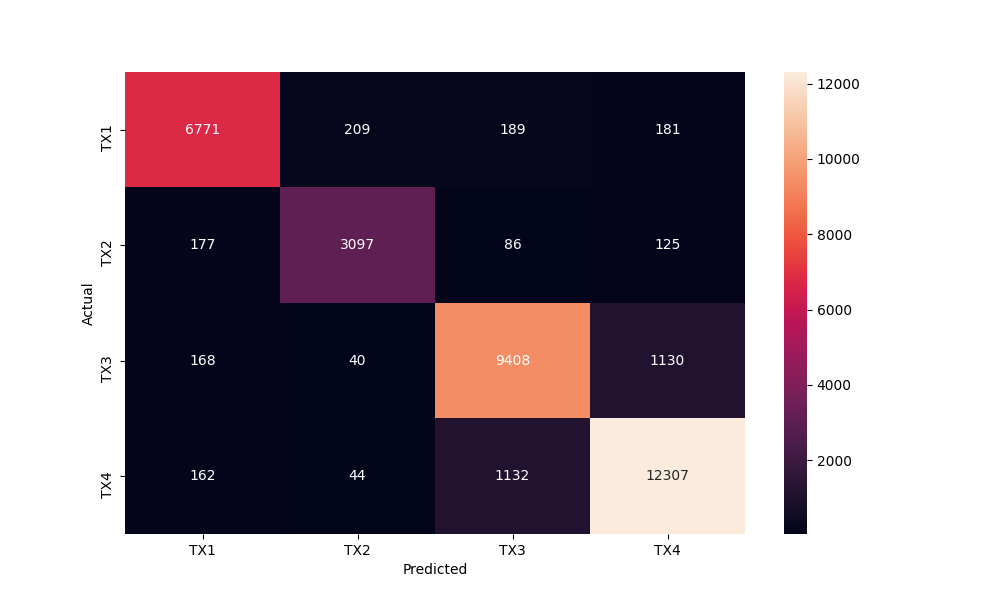 12000
TX1 6771 209 189 181
10000
8000
TX2 177 3097 86 125
Actual
6000
TX3 168 40 9408 1130
4000
2000
TX4 162 44 1132 12307
TX1 TX2 TX3 TX4
Predicted